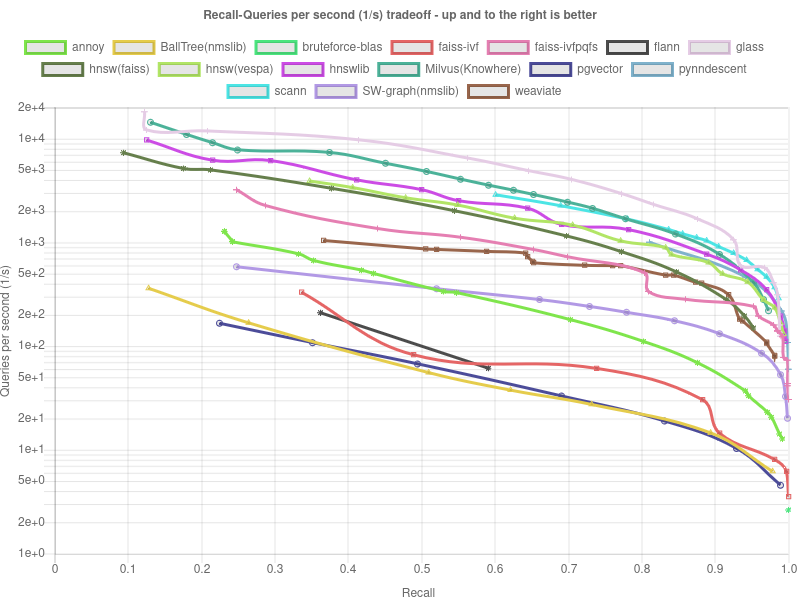 Recall-Queries per second (1/s) tradeoff - up and to the right is better
annoy BallTree(nmslib) bruteforce-blas faiss-ivf faiss-ivfpqfs flann glass
hnsw(faiss) hnsw(vespa) hnswlib Milvus(Knowhere) pgvector pynndescent
scann SW-graph(nmslib) weaviate
Queries per second (1/s)
2e+4
1e+4
5e+3
2e+3
1e+3
5e+2
2e+2
1e+2
5e+1
2e+1
1e+1
5e+0
2e+0
1e+0
0 0.1 0.2 0.3 0.4 0.5 0.6 0.7 0.8 0.9 1.0
Recall